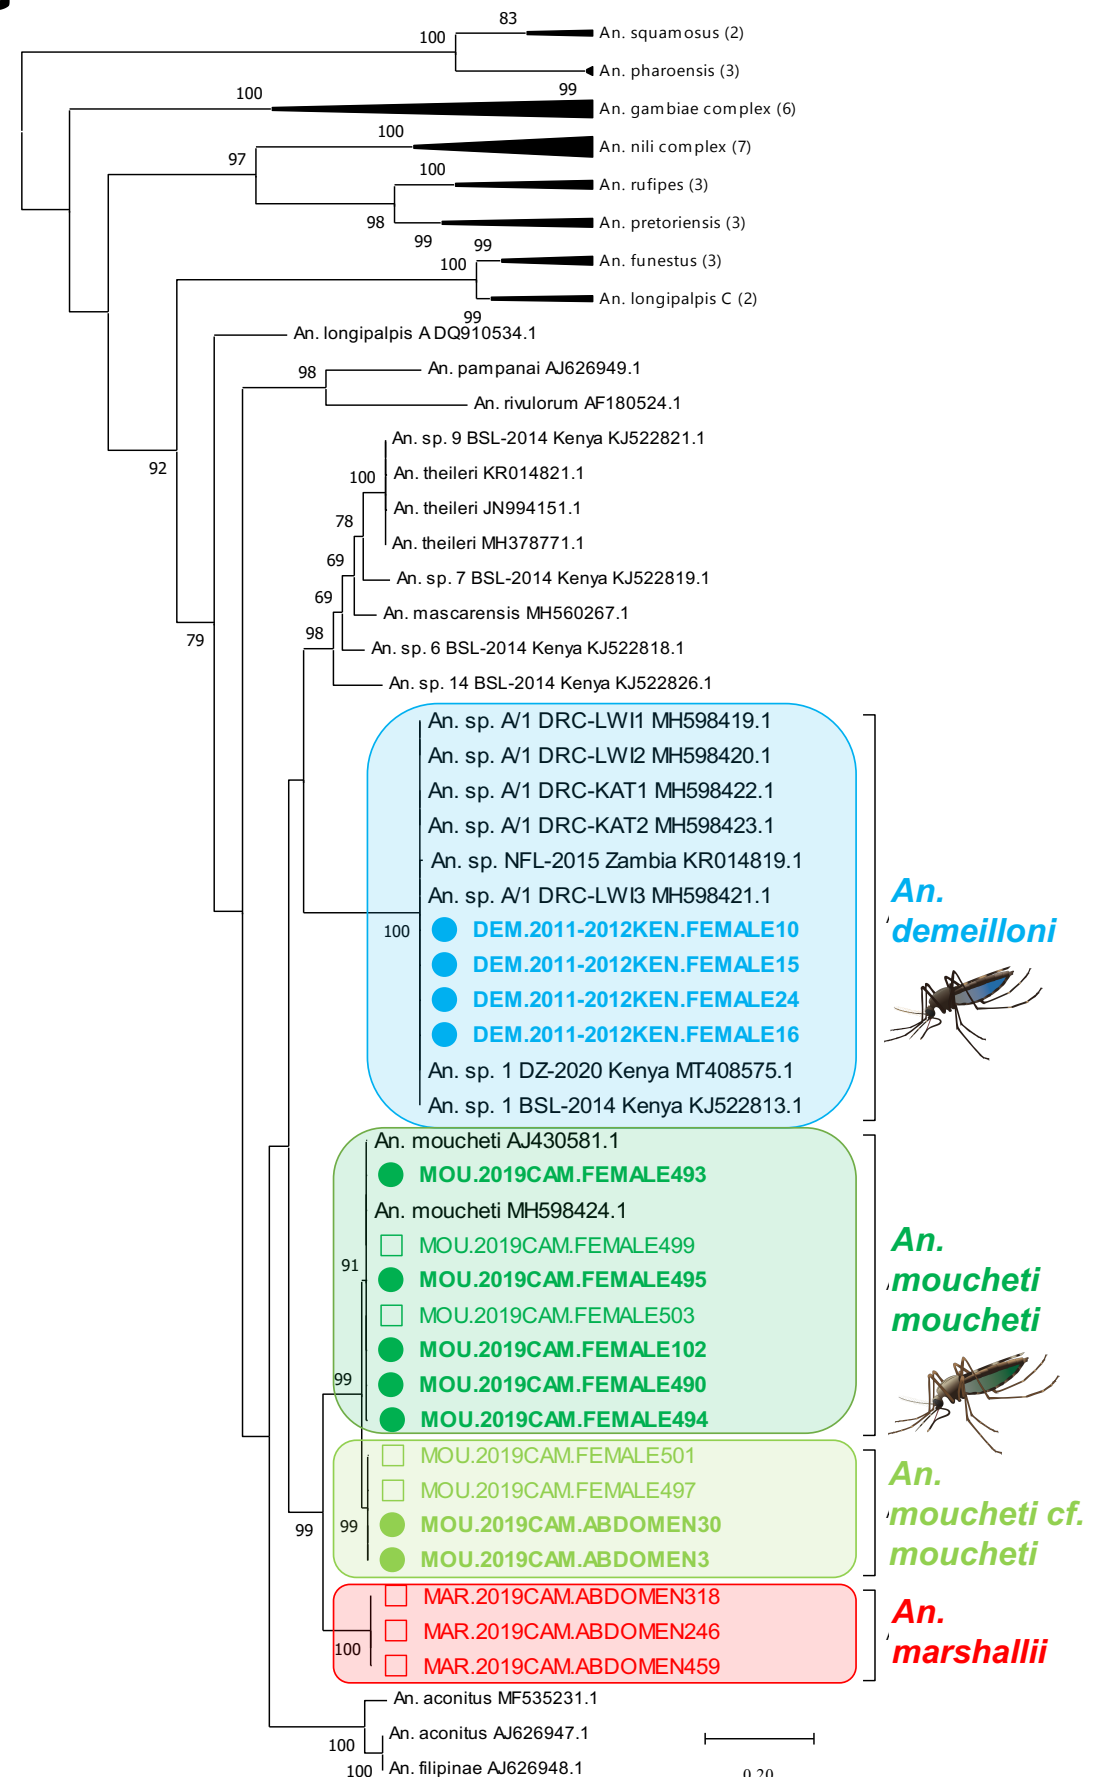 83
An. squamosus (2)
100
An. pharoensis (3)
99
100
An. gambiae complex (6)
100
An. nili complex (7)
97
100
An. rufipes (3)
98
An. pretoriensis (3)
99
99
An. funestus (3)
100
An. longipalpis C (2)
99
An. longipalpis A DQ910534.1
An. pampanai AJ626949.1
98
An. rivulorum AF180524.1
An. sp. 9 BSL-2014 Kenya KJ522821.1
92
An. theileri KR014821.1
100
An. theileri JN994151.1
78
An. theileri MH378771.1
69
An. sp. 7 BSL-2014 Kenya KJ522819.1
69
An. mascarensis MH560267.1
79
98
An. sp. 6 BSL-2014 Kenya KJ522818.1
An. sp. 14 BSL-2014 Kenya KJ522826.1
An. sp. A/1 DRC-LWI1 MH598419.1
An. sp. A/1 DRC-LWI2 MH598420.1
An. sp. A/1 DRC-KAT1 MH598422.1
An. sp. A/1 DRC-KAT2 MH598423.1
An. sp. NFL-2015 Zambia KR014819.1
An. sp. A/1 DRC-LWI3 MH598421.1
100
DEM.2011-2012KEN.FEMALE10
DEM.2011-2012KEN.FEMALE15
DEM.2011-2012KEN.FEMALE24
DEM.2011-2012KEN.FEMALE16
An. sp. 1 DZ-2020 Kenya MT408575.1
An. sp. 1 BSL-2014 Kenya KJ522813.1
An.
demeilloni
An. moucheti AJ430581.1
MOU.2019CAM.FEMALE493
An. moucheti MH598424.1
MOU.2019CAM.FEMALE499
91
MOU.2019CAM.FEMALE495
MOU.2019CAM.FEMALE503
MOU.2019CAM.FEMALE102
99
MOU.2019CAM.FEMALE490
MOU.2019CAM.FEMALE494
An.
moucheti
moucheti
MOU.2019CAM.FEMALE501
MOU.2019CAM.FEMALE497
99
99
MOU.2019CAM.ABDOMEN30
MOU.2019CAM.ABDOMEN3
An.
moucheti cf.
moucheti
MAR.2019CAM.ABDOMEN318
MAR.2019CAM.ABDOMEN246
100
MAR.2019CAM.ABDOMEN459
An.
marshallii
An. aconitus MF535231.1
An. aconitus AJ626947.1
100
100
An. filipinae AJ626948.1
0.20